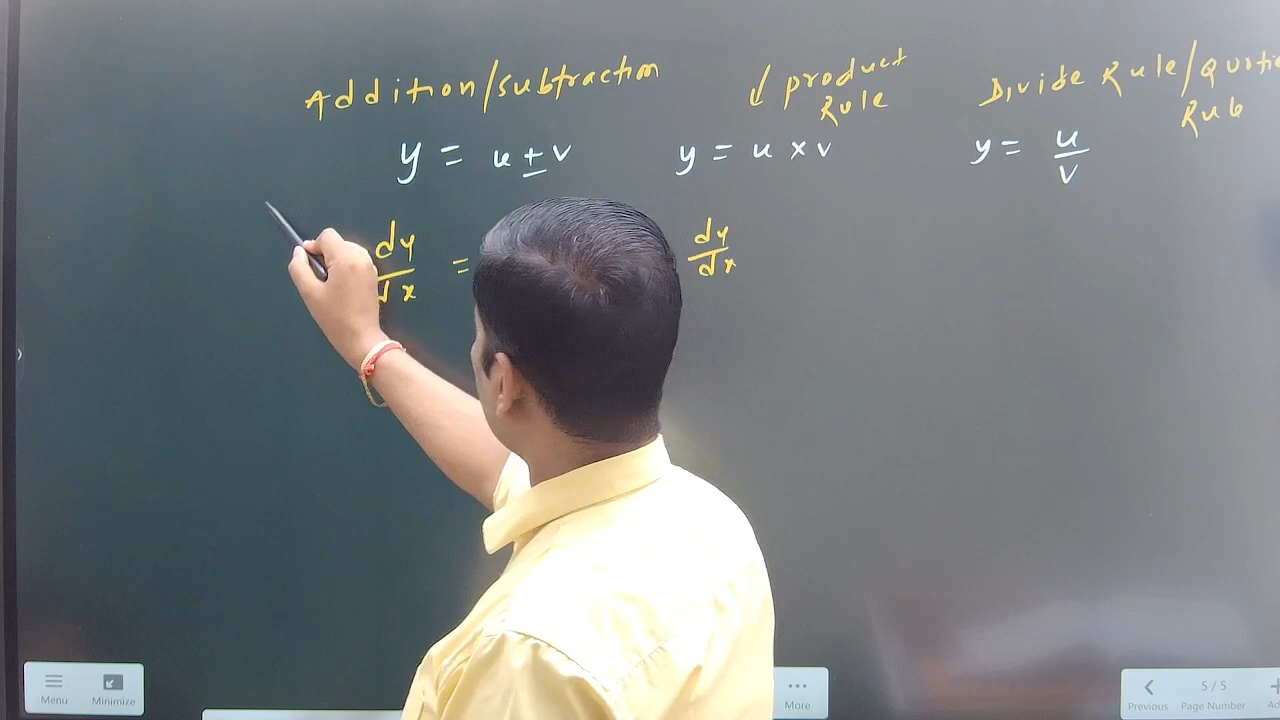 Addition/subtraction
product Rule
Divide Rule/
Rule
y = u ± v
y = u × v
y = u/v
dy/dx =
dy/dx
Menu
Minimize
More
Previous
5 / 5
Page Number